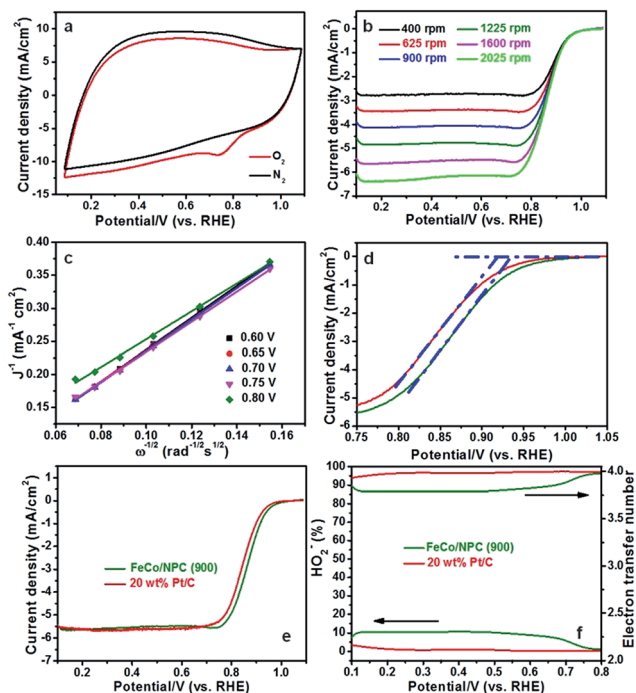 a
Current density (mA/cm²)
10
5
0
-5
-10
-15
O₂
N₂
0.2 0.4 0.6 0.8 1.0
Potential/V (vs. RHE)
b
Current density (mA/cm²)
400 rpm 1225 rpm
625 rpm 1600 rpm
900 rpm 2025 rpm
1
0
-1
-2
-3
-4
-5
-6
-7
0.2 0.4 0.6 0.8 1.0
Potential/V (vs. RHE)
c
J⁻¹ (mA⁻¹ cm²)
0.40
0.35
0.30
0.25
0.20
0.15
0.60 V
0.65 V
0.70 V
0.75 V
0.80 V
0.06 0.08 0.10 0.12 0.14 0.16
ω⁻¹/² (rad⁻¹/²s¹/²)
d
Current density (mA/cm²)
0
-1
-2
-3
-4
-5
-6
0.75 0.80 0.85 0.90 0.95 1.00 1.05
Potential/V (vs. RHE)
Current density (mA/cm²)
1
0
-1
-2
-3
-4
-5
-6
FeCo/NPC (900)
20 wt% Pt/C
e
0.2 0.4 0.6 0.8 1.0
Potential/V (vs. RHE)
HO₂⁻ (%)
100
90
80
70
60
50
40
30
20
10
0
FeCo/NPC (900)
20 wt% Pt/C
f
4.0
3.5
3.0
2.5
2.0
Electron transfer number
0.1 0.2 0.3 0.4 0.5 0.6 0.7 0.8
Potential/V (vs. RHE)